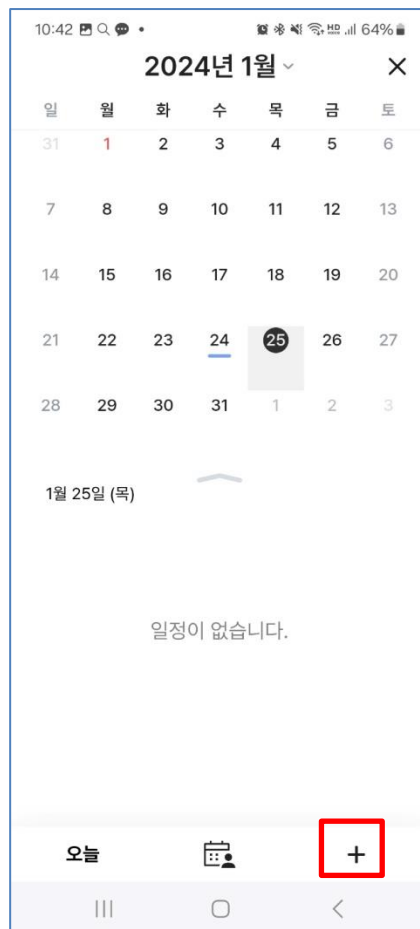 10:42 64%
2024년 1월
일 월 화 수 목 금 토
31 1 2 3 4 5 6
7 8 9 10 11 12 13
14 15 16 17 18 19 20
21 22 23 24 25 26 27
28 29 30 31 1 2 3
1월 25일 (목)
일정이 없습니다.
오늘 +